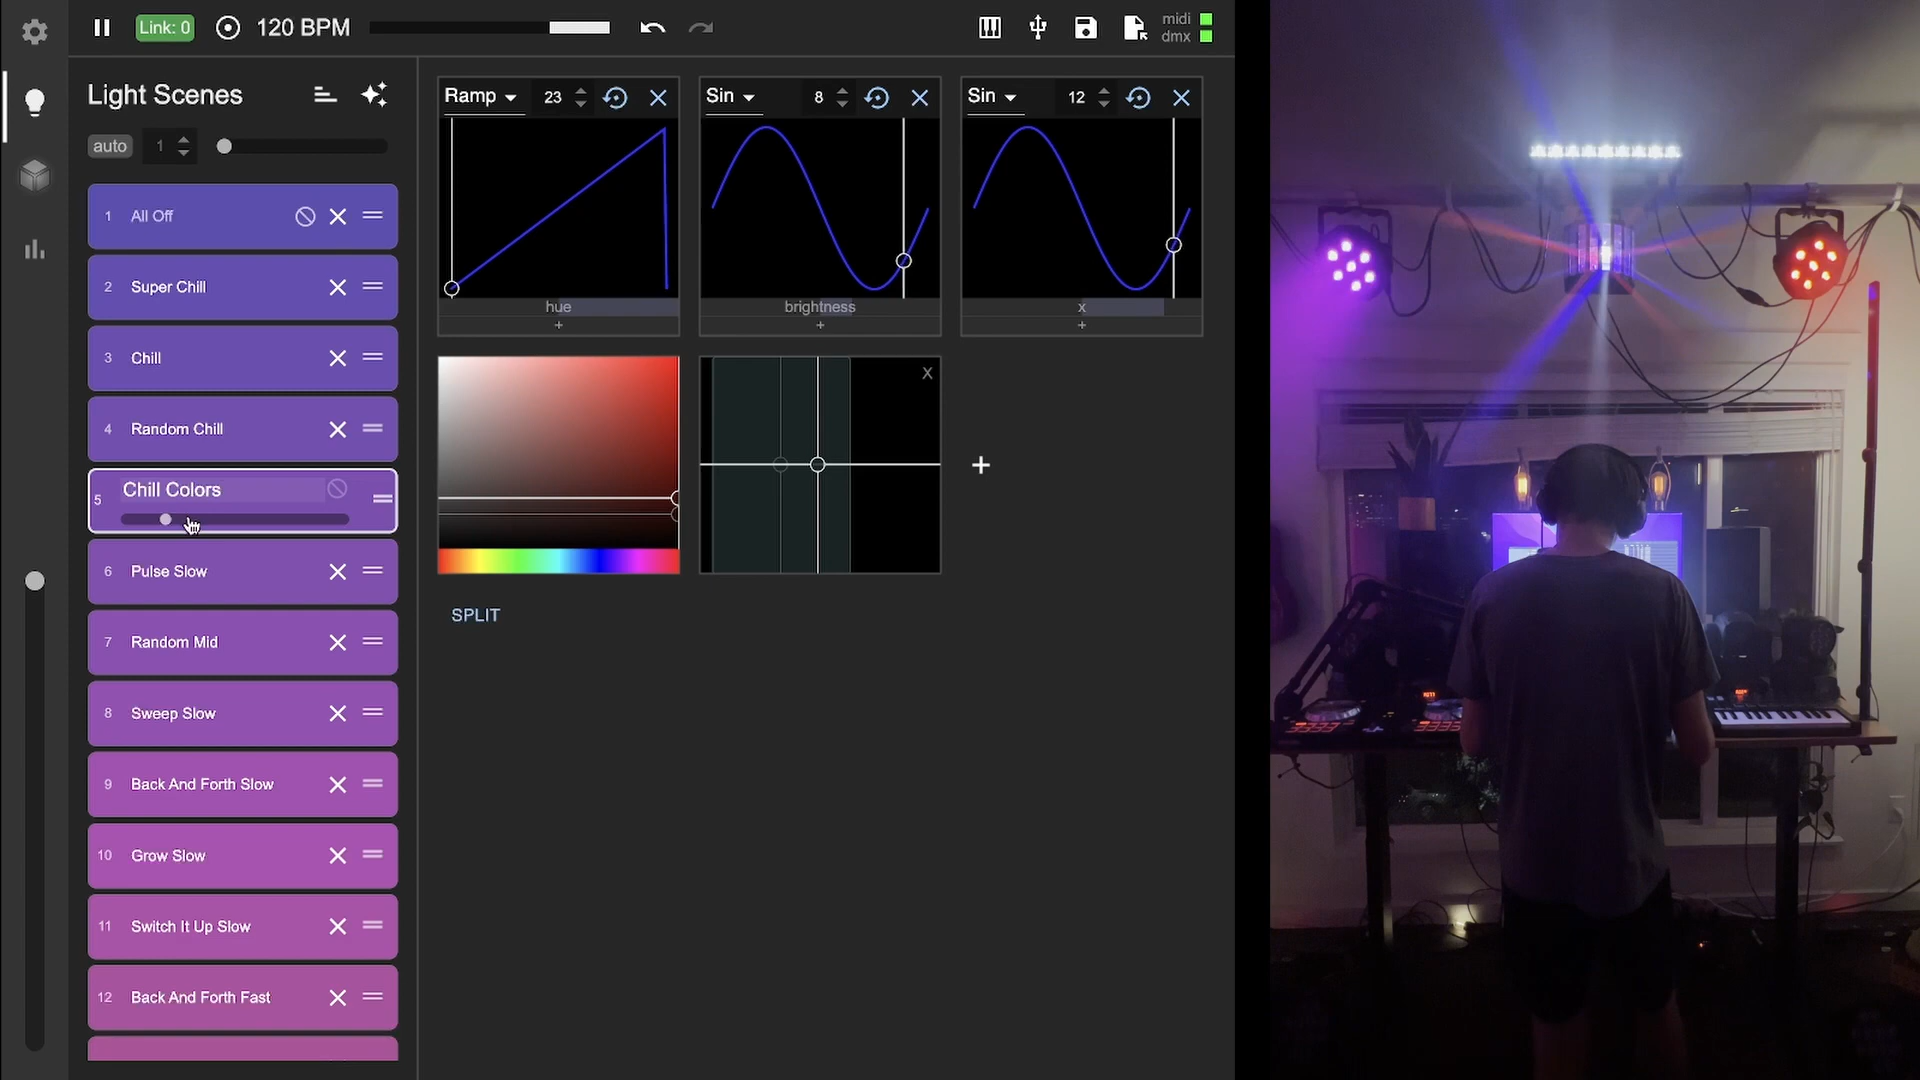 Link: 0
120 BPM
midi
dmx
Light Scenes
auto
1
1 All Off
2 Super Chill
3 Chill
4 Random Chill
5 Chill Colors
6 Pulse Slow
7 Random Mid
8 Sweep Slow
9 Back And Forth Slow
10 Grow Slow
11 Switch It Up Slow
12 Back And Forth Fast
Ramp 23
hue
+
Sin 8
brightness
+
Sin 12
x
+
X
+
SPLIT